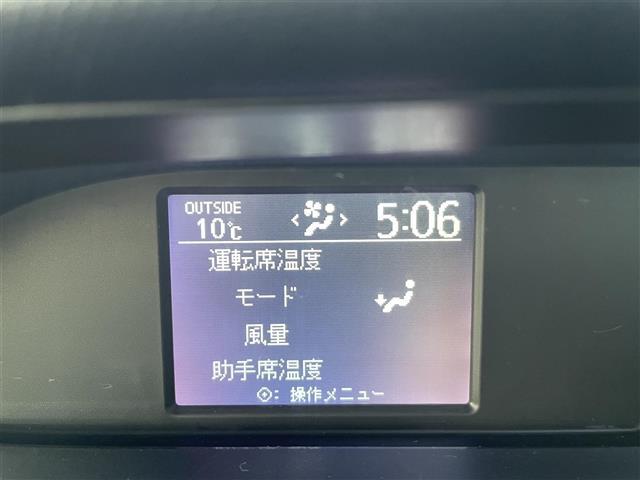 OUTSIDE
10℃
5:06
運転席温度
モード
風量
助手席温度
: 操作メニュー